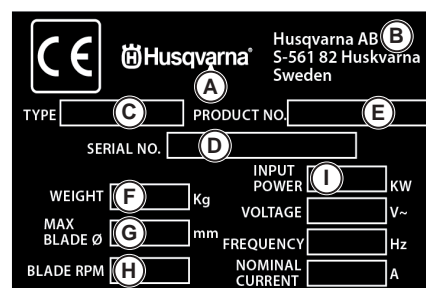 CE
Husqvarna®
Husqvarna AB B
S-561 82 Huskvarna
Sweden
A
TYPE C PRODUCT NO. E
SERIAL NO. D
WEIGHT F Kg
INPUT POWER I KW
MAX BLADE Ø G mm
VOLTAGE V~
FREQUENCY Hz
BLADE RPM H
NOMINAL CURRENT A